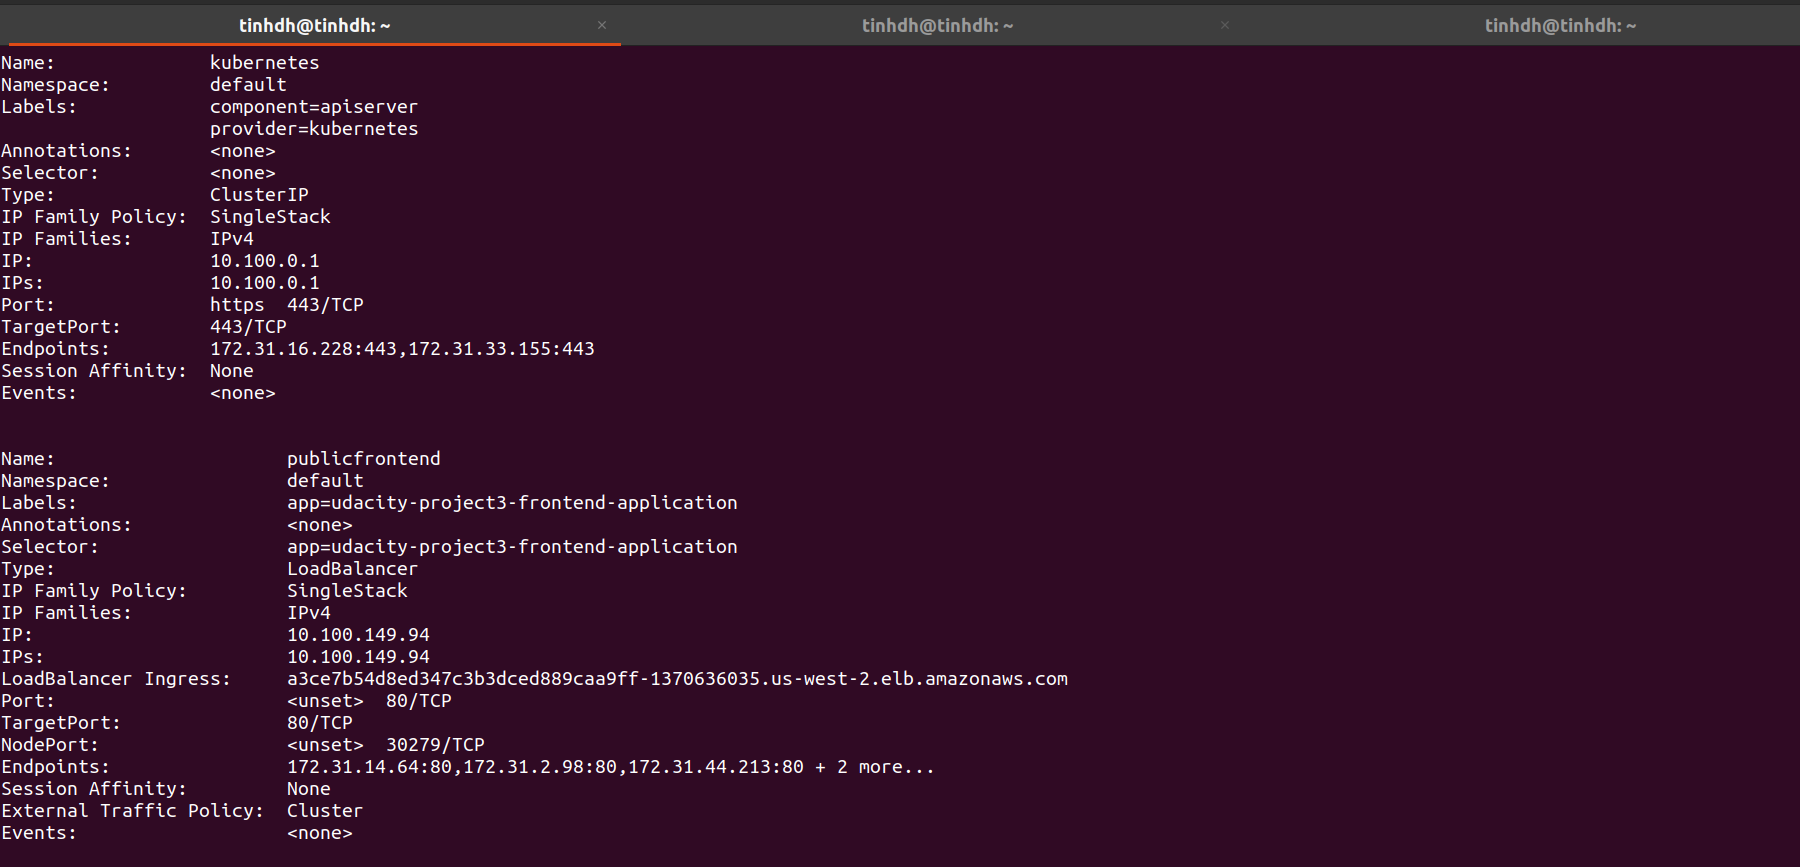 tinhdh@tinhdh: ~ × tinhdh@tinhdh: ~ × tinhdh@tinhdh: ~
Name: kubernetes
Namespace: default
Labels: component=apiserver
provider=kubernetes
Annotations: <none>
Selector: <none>
Type: ClusterIP
IP Family Policy: SingleStack
IP Families: IPv4
IP: 10.100.0.1
IPs: 10.100.0.1
Port: https 443/TCP
TargetPort: 443/TCP
Endpoints: 172.31.16.228:443,172.31.33.155:443
Session Affinity: None
Events: <none>
Name: publicfrontend
Namespace: default
Labels: app=udacity-project3-frontend-application
Annotations: <none>
Selector: app=udacity-project3-frontend-application
Type: LoadBalancer
IP Family Policy: SingleStack
IP Families: IPv4
IP: 10.100.149.94
IPs: 10.100.149.94
LoadBalancer Ingress: a3ce7b54d8ed347c3b3dced889caa9ff-1370636035.us-west-2.elb.amazonaws.com
Port: <unset> 80/TCP
TargetPort: 80/TCP
NodePort: <unset> 30279/TCP
Endpoints: 172.31.14.64:80,172.31.2.98:80,172.31.44.213:80 + 2 more...
Session Affinity: None
External Traffic Policy: Cluster
Events: <none>